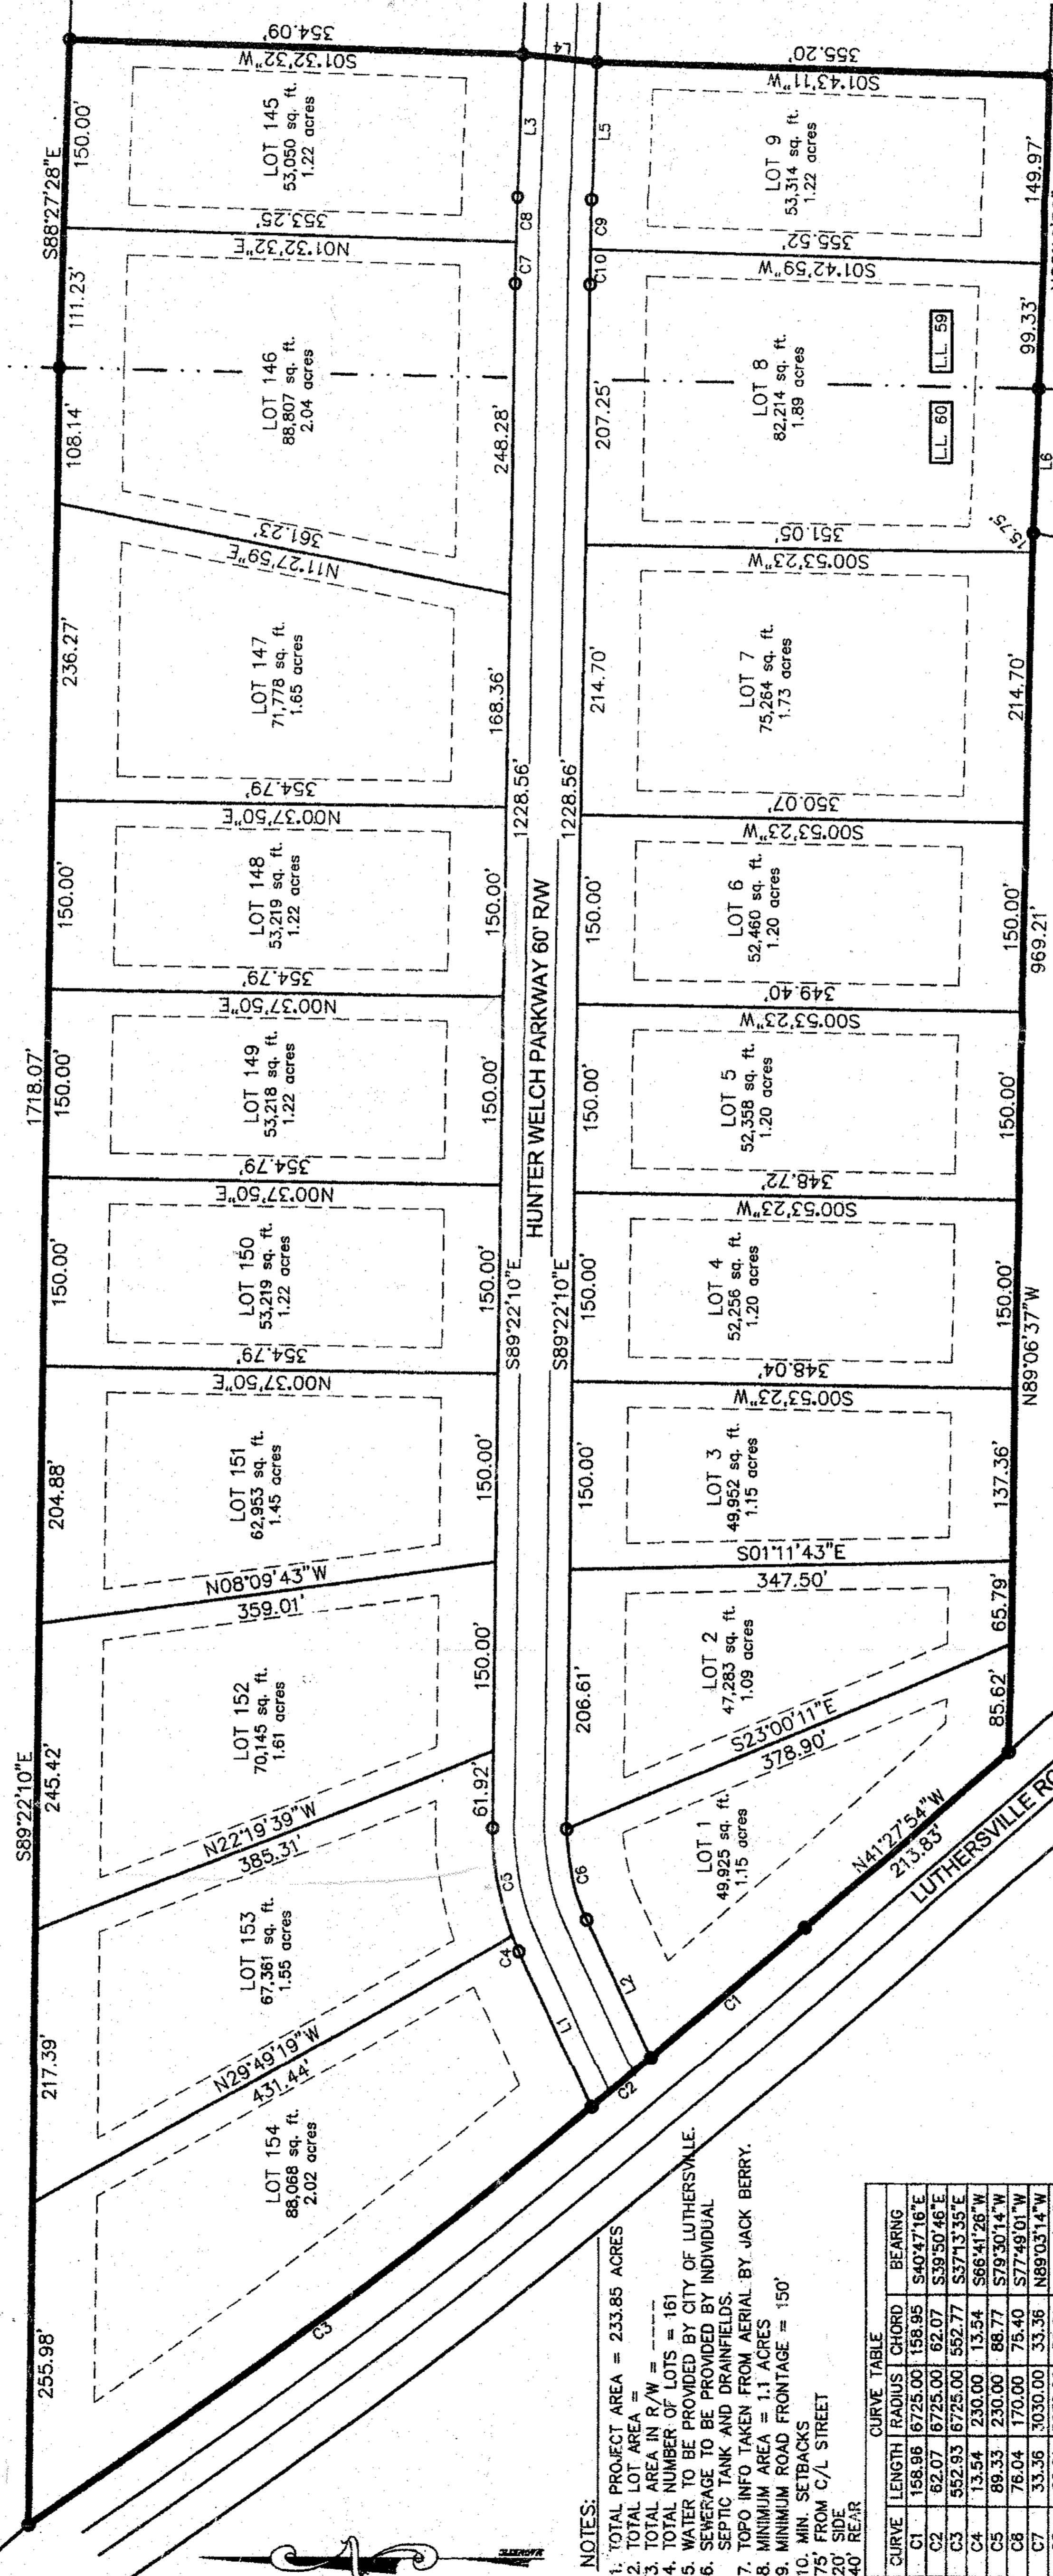 S88°27'28"E
150.00'
111.23'
108.14'
236.27'
150.00'
1718.07'
150.00'
150.00'
204.88'
S89°22'10"E
245.42'
217.39'
255.98'
354.09'
S01°32'32"W
LOT 145
53,050 sq. ft.
1.22 acres
353.25'
N01°32'32"E
LOT 146
88,807 sq. ft.
2.04 acres
361.23'
N11°27'59"E
LOT 147
71,778 sq. ft.
1.65 acres
354.79'
N00°37'50"E
LOT 148
53,219 sq. ft.
1.22 acres
354.79'
N00°37'50"E
LOT 149
53,218 sq. ft.
1.22 acres
354.79'
N00°37'50"E
LOT 150
53,219 sq. ft.
1.22 acres
354.79'
N00°37'50"E
LOT 151
62,953 sq. ft.
1.45 acres
N08°09'43"W
359.01'
LOT 152
70,145 sq. ft.
1.61 acres
N22°19'39"W
385.31'
LOT 153
67,361 sq. ft.
1.55 acres
N29°49'19"W
431.44'
LOT 154
88,068 sq. ft.
2.02 acres
C3
L3
C8
C7
248.28'
168.36'
1228.56'
150.00'
150.00'
150.00'
S89°22'10"E
150.00'
150.00'
61.92'
C5
C4
L1
L4
HUNTER WELCH PARKWAY 60' R/W
L5
C9
C10
207.25'
214.70'
1228.56'
150.00'
150.00'
S89°22'10"E
150.00'
150.00'
206.61'
C6
L2
C2
C1
355.20'
S01°43'11"W
LOT 9
53,314 sq. ft.
1.22 acres
355.52'
S01°42'59"W
LOT 8
82,214 sq. ft.
1.89 acres
L.L. 59
L.L. 60
351.05'
S00°53'23"W
LOT 7
75,264 sq. ft.
1.73 acres
350.07'
S00°53'23"W
LOT 6
52,460 sq. ft.
1.20 acres
349.40'
S00°53'23"W
LOT 5
52,358 sq. ft.
1.20 acres
348.72'
S00°53'23"W
LOT 4
52,256 sq. ft.
1.20 acres
348.04'
S00°53'23"W
LOT 3
49,952 sq. ft.
1.15 acres
S01°11'43"E
347.50'
LOT 2
47,283 sq. ft.
1.09 acres
S23°00'11"E
378.90'
LOT 1
49,925 sq. ft.
1.15 acres
N41°27'54"W
213.83'
LUTHERSVILLE
149.97'
99.33'
L6
15.75'
214.70'
150.00'
969.21'
150.00'
150.00'
N89°06'37"W
137.36'
65.79'
85.62'
NOTES:
1. TOTAL PROJECT AREA = 233.85 ACRES
2. TOTAL LOT AREA =
3. TOTAL AREA IN R/W = -----
4. TOTAL NUMBER OF LOTS = 161
5. WATER TO BE PROVIDED BY CITY OF LUTHERSVILLE.
6. SEWERAGE TO BE PROVIDED BY INDIVIDUAL
SEPTIC TANK AND DRAINFIELDS.
7. TOPO INFO TAKEN FROM AERIAL BY JACK BERRY.
8. MINIMUM AREA = 1.1 ACRES
9. MINIMUM ROAD FRONTAGE = 150'
10. MIN. SETBACKS
75' FROM C/L STREET
20' SIDE
40' REAR
CURVE TABLE
CURVE LENGTH RADIUS CHORD BEARNG
C1 158.96 6725.00 158.95 S40°47'16"E
C2 62.07 6725.00 62.07 S39°50'46"E
C3 552.93 6725.00 552.77 S37°13'35"E
C4 13.54 230.00 13.54 S66°41'26"W
C5 89.33 230.00 88.77 S79°30'14"W
C6 76.04 170.00 75.40 S77°49'01"W
C7 33.36 3030.00 33.36 N89°03'14"W